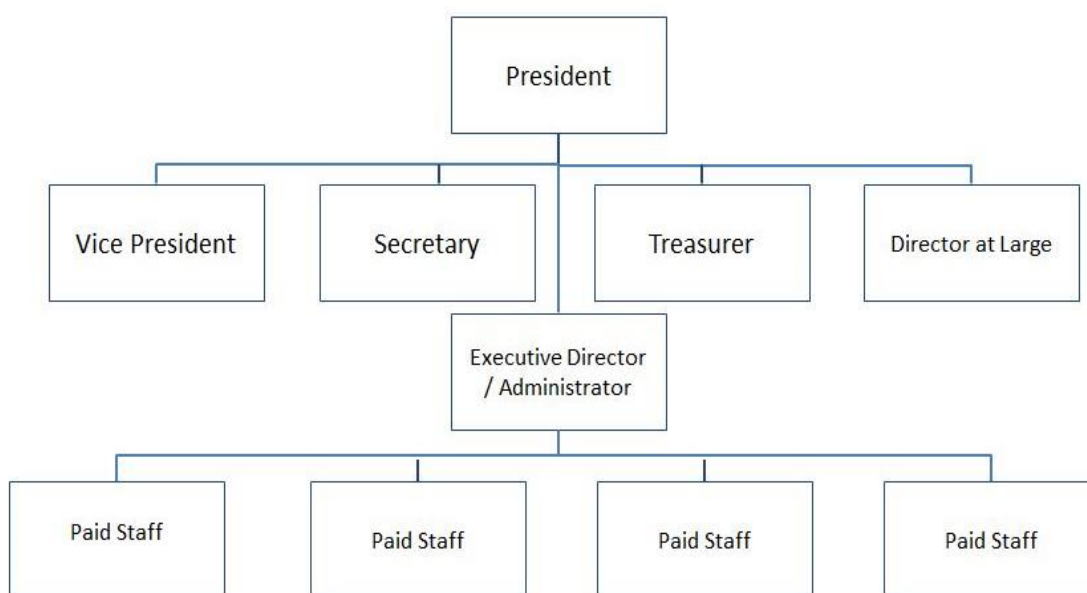 President
Vice President
Secretary
Treasurer
Director at Large
Executive Director
/ Administrator
Paid Staff
Paid Staff
Paid Staff
Paid Staff